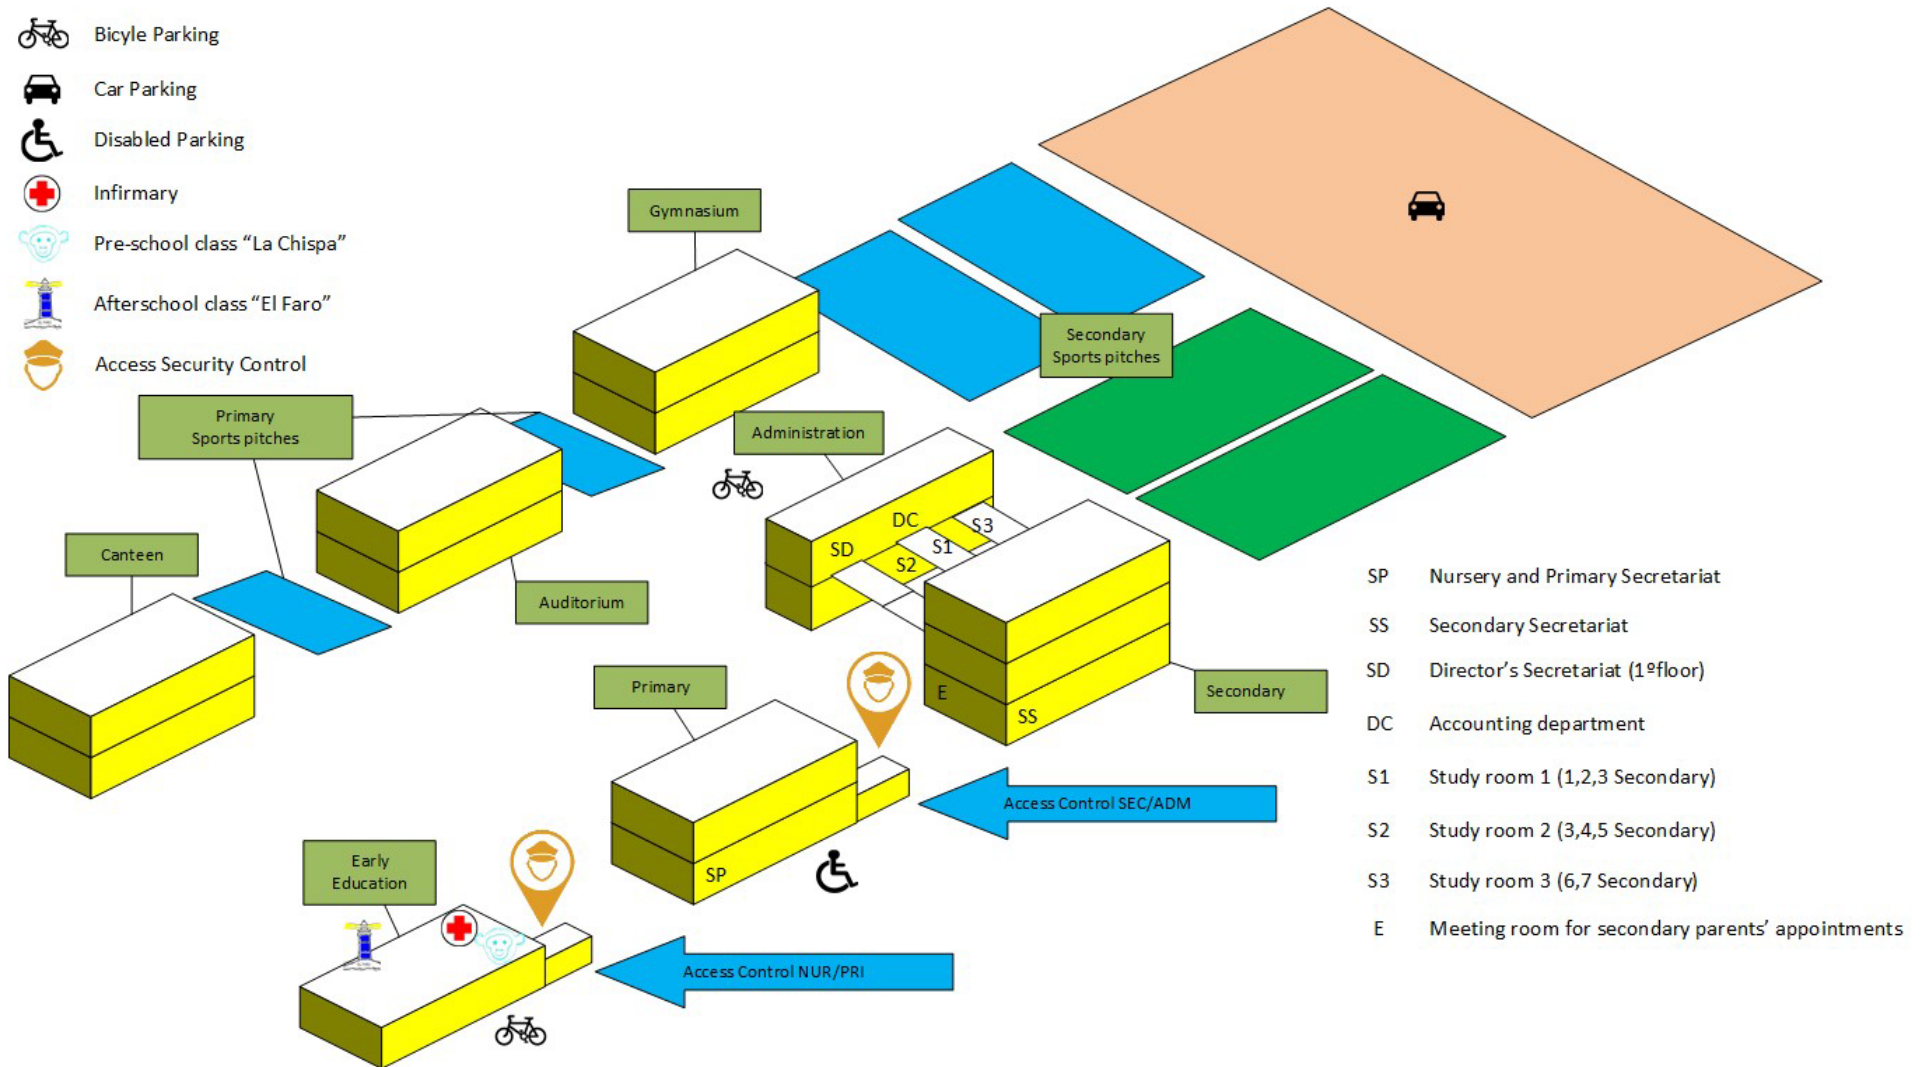 Bicyle Parking
Car Parking
Disabled Parking
Infirmary
Pre-school class “La Chispa”
Afterschool class “El Faro”
Access Security Control
Gymnasium
Secondary
Sports pitches
Primary
Sports pitches
Administration
Canteen
Auditorium
DC
SD
S3
S1
S2
E
SS
Secondary
Primary
SP
Access Control SEC/ADM
Early
Education
Access Control NUR/PRI
SP Nursery and Primary Secretariat
SS Secondary Secretariat
SD Director’s Secretariat (1ºfloor)
DC Accounting department
S1 Study room 1 (1,2,3 Secondary)
S2 Study room 2 (3,4,5 Secondary)
S3 Study room 3 (6,7 Secondary)
E Meeting room for secondary parents’ appointments